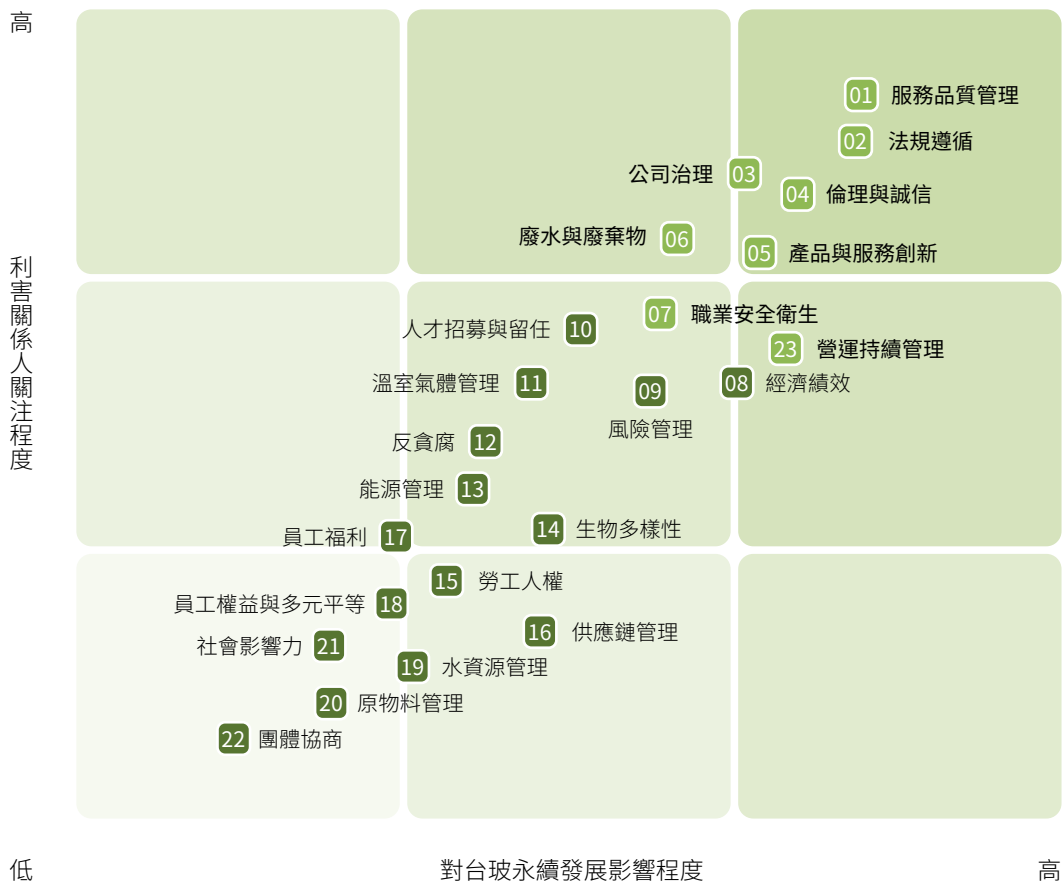 高
01 服務品質管理
02 法規遵循
公司治理 03
04 倫理與誠信
廢水與廢棄物 06
05 產品與服務創新
利害關係人關注程度
07 職業安全衛生
人才招募與留任 10
23 營運持續管理
溫室氣體管理 11
08 經濟績效
09
風險管理
反貪腐 12
能源管理 13
14 生物多樣性
員工福利 17
15 勞工人權
員工權益與多元平等 18
16 供應鏈管理
社會影響力 21
19 水資源管理
20 原物料管理
22 團體協商
低 對台玻永續發展影響程度 高